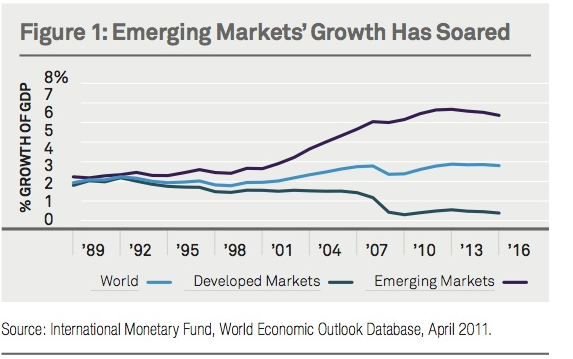 Figure 1: Emerging Markets' Growth Has Soared
% GROWTH OF GDP
8%
7
6
5
4
3
2
1
0
'89 '92 '95 '98 '01 '04 '07 '10 '13 '16
World Developed Markets Emerging Markets
Source: International Monetary Fund, World Economic Outlook Database, April 2011.